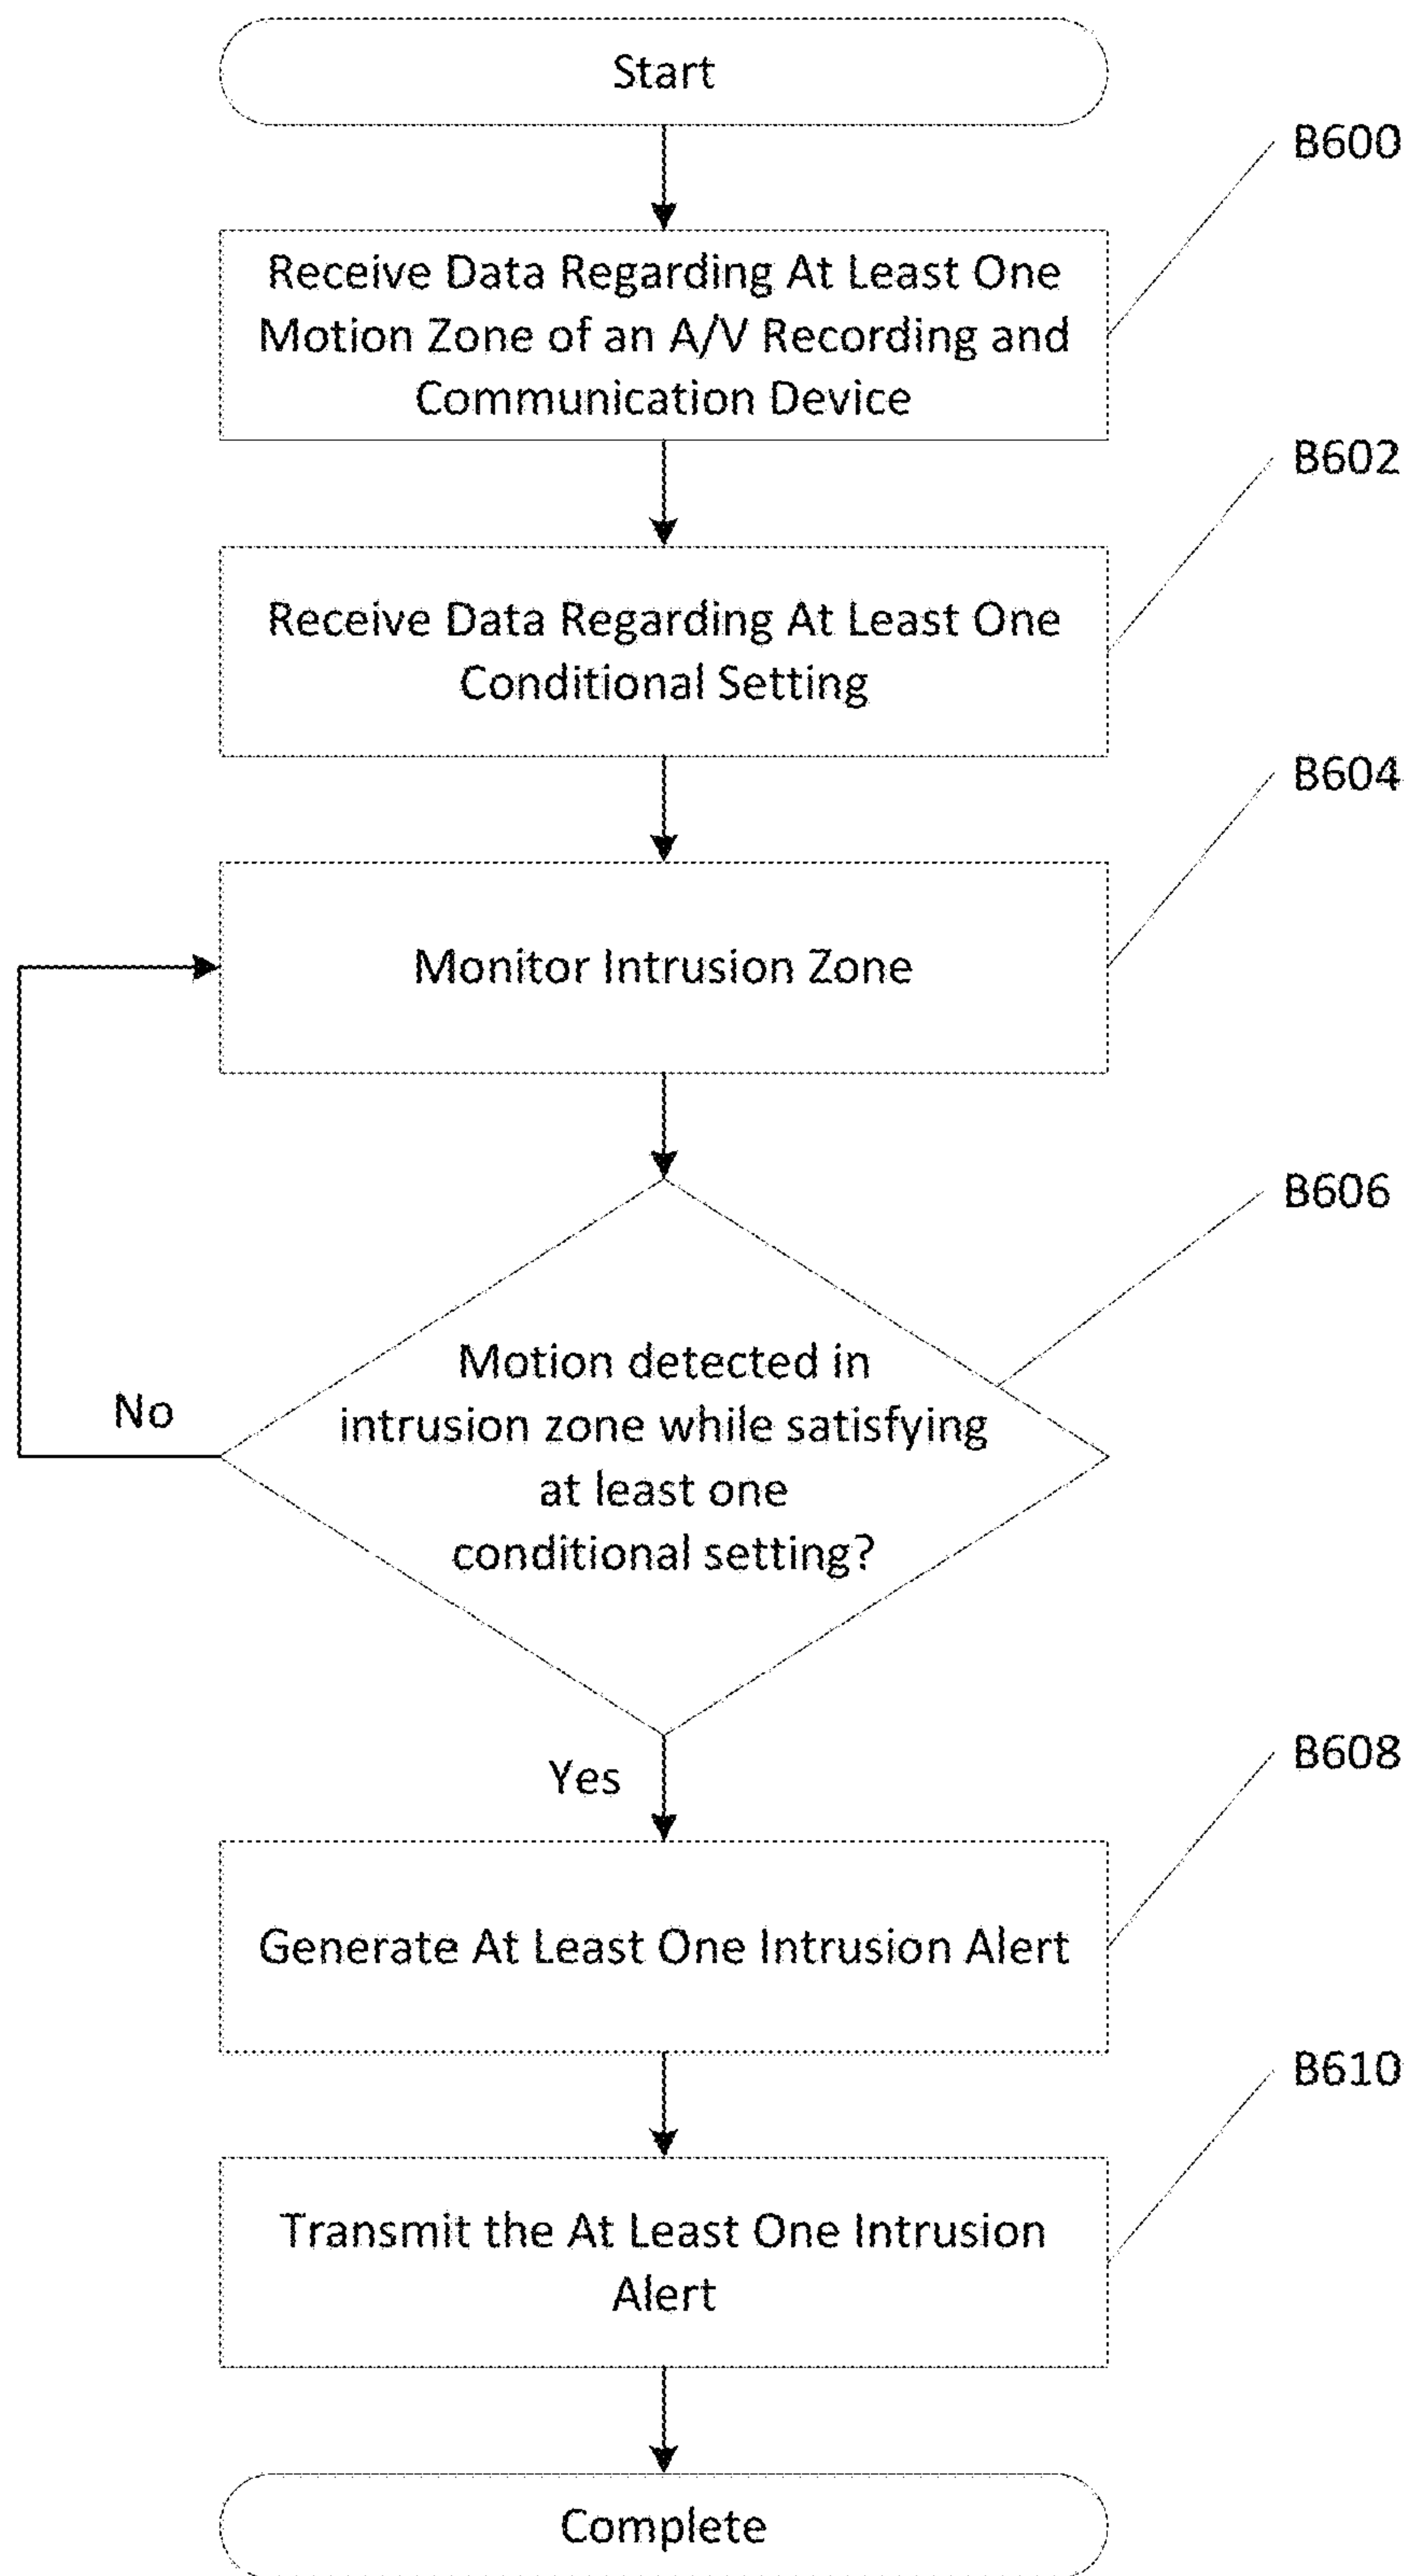 Start
B600
Receive Data Regarding At Least One
Motion Zone of an A/V Recording and
Communication Device
B602
Receive Data Regarding At Least One
Conditional Setting
B604
Monitor Intrusion Zone
B606
Motion detected in
intrusion zone while satisfying
at least one
conditional setting?
No
Yes
B608
Generate At Least One Intrusion Alert
B610
Transmit the At Least One Intrusion
Alert
Complete